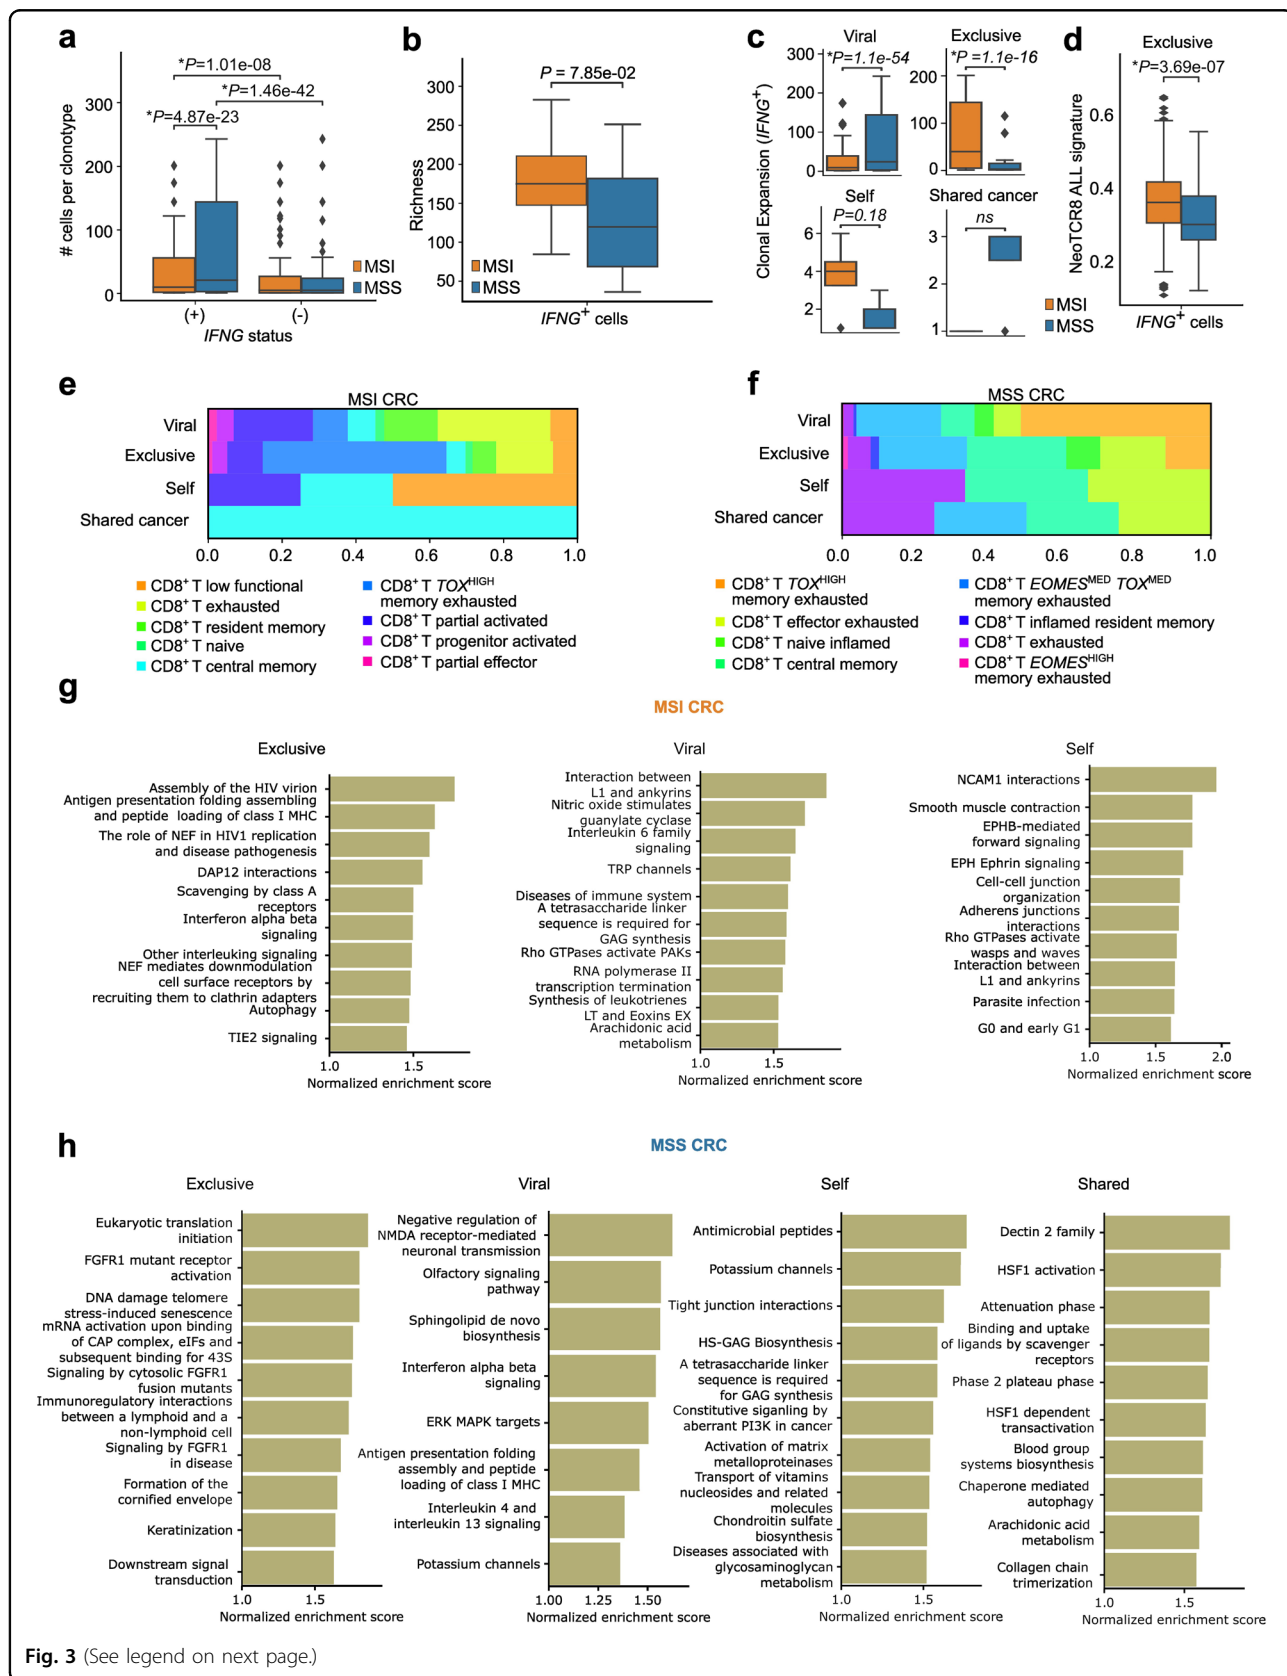 a
*P=1.01e-08
*P=1.46e-42
*P=4.87e-23
# cells per clonotype
300
200
100
0
MSI
MSS
(+)
(-)
IFNG status
b
P = 7.85e-02
Richness
300
250
200
150
100
50
MSI
MSS
IFNG+ cells
c
Clonal Expansion (IFNG+)
Viral
*P=1.1e-54
300
200
100
0
Exclusive
*P =1.1e-16
200
100
0
Self
P=0.18
6
4
2
Shared cancer
ns
3
2
1
d
Exclusive
*P=3.69e-07
NeoTCR8 ALL signature
0.6
0.4
0.2
MSI
MSS
IFNG+ cells
e
MSI CRC
Viral
Exclusive
Self
Shared cancer
0.0 0.2 0.4 0.6 0.8 1.0
CD8+ T low functional
CD8+ T exhausted
CD8+ T resident memory
CD8+ T naive
CD8+ T central memory
CD8+ T TOXHIGH
memory exhausted
CD8+ T partial activated
CD8+ T progenitor activated
CD8+ T partial effector
f
MSS CRC
Viral
Exclusive
Self
Shared cancer
0.0 0.2 0.4 0.6 0.8 1.0
CD8+ T TOXHIGH
memory exhausted
CD8+ T effector exhausted
CD8+ T naive inflamed
CD8+ T central memory
CD8+ T EOMESMED TOXMED
memory exhausted
CD8+ T inflamed resident memory
CD8+ T exhausted
CD8+ T EOMESHIGH
memory exhausted
g
MSI CRC
Exclusive
Assembly of the HIV virion
Antigen presentation folding assembling
and peptide loading of class I MHC
The role of NEF in HIV1 replication
and disease pathogenesis
DAP12 interactions
Scavenging by class A
receptors
Interferon alpha beta
signaling
Other interleuking signaling
NEF mediates downmodulation
cell surface receptors by
recruiting them to clathrin adapters
Autophagy
TIE2 signaling
1.0 1.5
Normalized enrichment score
Viral
Interaction between
L1 and ankyrins
Nitric oxide stimulates
guanylate cyclase
Interleukin 6 family
signaling
TRP channels
Diseases of immune system
A tetrasaccharide linker
sequence is required for
GAG synthesis
Rho GTPases activate PAKs
RNA polymerase II
transcription termination
Synthesis of leukotrienes
LT and Eoxins EX
Arachidonic acid
metabolism
1.0 1.5
Normalized enrichment score
Self
NCAM1 interactions
Smooth muscle contraction
EPHB-mediated
forward signaling
EPH Ephrin signaling
Cell-cell junction
organization
Adherens junctions
interactions
Rho GTPases activate
wasps and waves
Interaction between
L1 and ankyrins
Parasite infection
G0 and early G1
1.0 1.5 2.0
Normalized enrichment score
h
MSS CRC
Exclusive
Eukaryotic translation
initiation
FGFR1 mutant receptor
activation
DNA damage telomere
stress-induced senescence
mRNA activation upon binding
of CAP complex, eIFs and
subsequent binding for 43S
Signaling by cytosolic FGFR1
fusion mutants
Immunoregulatory interactions
between a lymphoid and a
non-lymphoid cell
Signaling by FGFR1
in disease
Formation of the
cornified envelope
Keratinization
Downstream signal
transduction
1.0 1.5
Normalized enrichment score
Viral
Negative regulation of
NMDA receptor-mediated
neuronal transmission
Olfactory signaling
pathway
Sphingolipid de novo
biosynthesis
Interferon alpha beta
signaling
ERK MAPK targets
Antigen presentation folding
assembly and peptide
loading of class I MHC
Interleukin 4 and
interleukin 13 signaling
Potassium channels
1.00 1.25 1.50
Normalized enrichment score
Self
Antimicrobial peptides
Potassium channels
Tight junction interactions
HS-GAG Biosynthesis
A tetrasaccharide linker
sequence is required
for GAG synthesis
Constitutive siganling by
aberrant PI3K in cancer
Activation of matrix
metalloproteinases
Transport of vitamins
nucleosides and related
molecules
Chondroitin sulfate
biosynthesis
Diseases associated with
glycosaminoglycan
metabolism
1.0 1.5
Normalized enrichment score
Shared
Dectin 2 family
HSF1 activation
Attenuation phase
Binding and uptake
of ligands by scavenger
receptors
Phase 2 plateau phase
HSF1 dependent
transactivation
Blood group
systems biosynthesis
Chaperone mediated
autophagy
Arachidonic acid
metabolism
Collagen chain
trimerization
1.0 1.5
Normalized enrichment score
Fig. 3 (See legend on next page.)